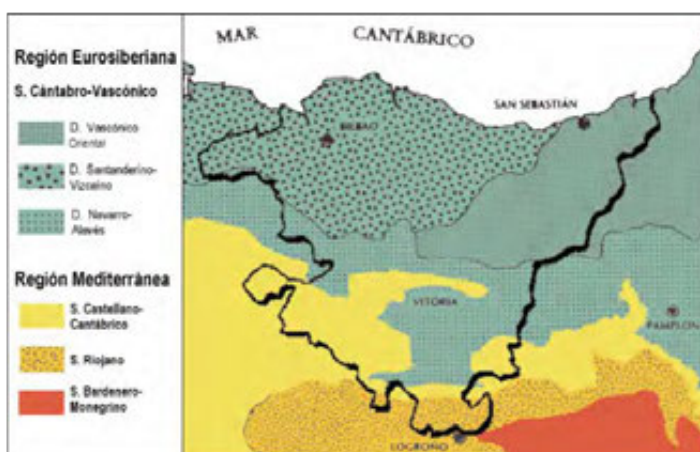 Región Eurosiberiana
S. Cántabro-Vascónico
D. Vascónico
Oriental
D. Santanderino-
Vizcaíno
D. Navarro-
Alavés
Región Mediterránea
S. Castellano-
Cantábrico
S. Riojano
S. Bardenero-
Monegrino
MAR CANTÁBRICO
SAN SEBASTIÁN
BILBAO
VITORIA
PAMPLON
LOGROÑO